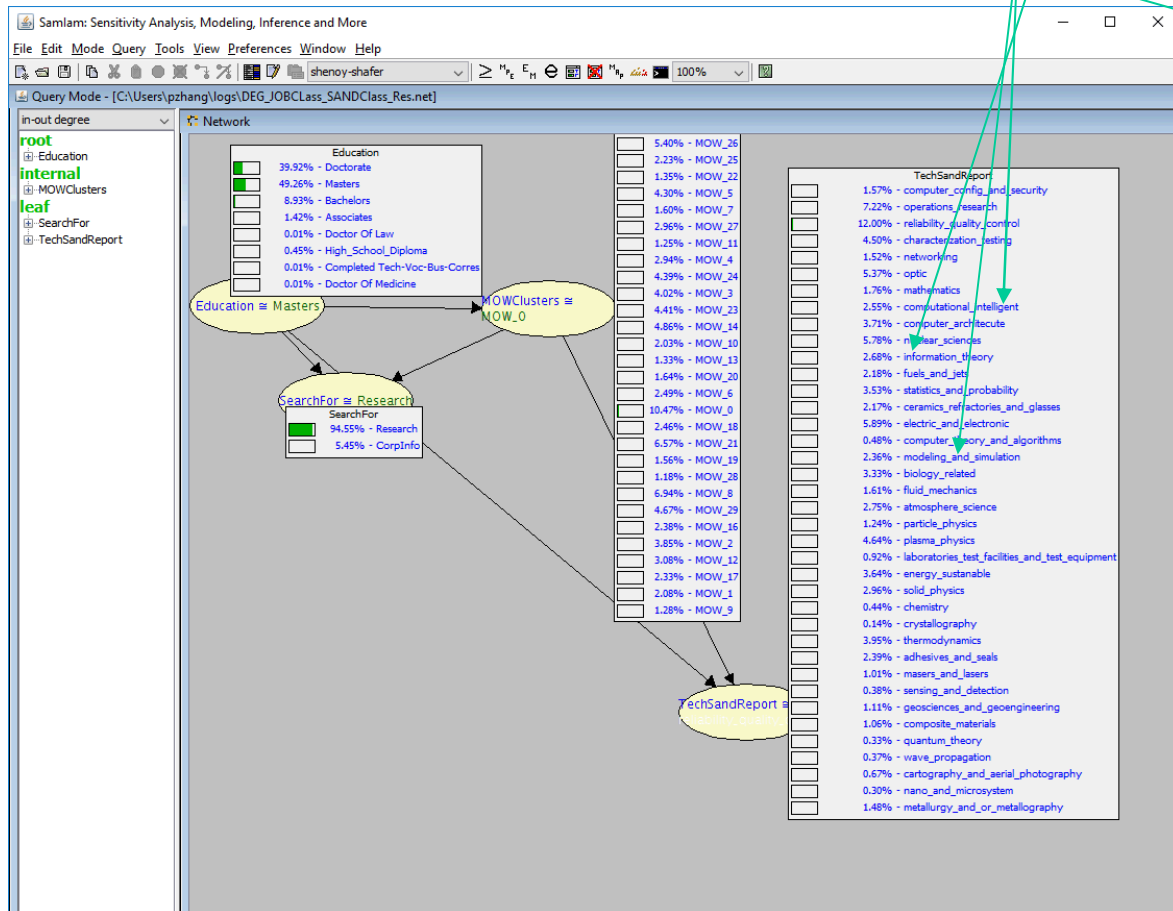 Samlam: Sensitivity Analysis, Modeling, Inference and More
File Edit Mode Query Tools View Preferences Window Help
shenoy-shafer
100%
Query Mode - [C:\Users\pzhang\logs\DEG_JOBCLass_SANDClass_Res.net]
in-out degree
root
Education
internal
MOWClusters
leaf
SearchFor
TechSandReport
Network
Education
39.92% - Doctorate
49.26% - Masters
8.93% - Bachelors
1.42% - Associates
0.01% - Doctor Of Law
0.45% - High_School_Diploma
0.01% - Completed Tech-Voc-Bus-Corres
0.01% - Doctor Of Medicine
Education ≅ Masters
MOWClusters ≅
MOW_0
SearchFor ≅ Research
SearchFor
94.55% - Research
5.45% - CorpInfo
5.40% - MOW_26
2.23% - MOW_25
1.35% - MOW_22
4.30% - MOW_5
1.60% - MOW_7
2.96% - MOW_27
1.25% - MOW_11
2.94% - MOW_4
4.39% - MOW_24
4.02% - MOW_3
4.41% - MOW_23
4.86% - MOW_14
2.03% - MOW_10
1.33% - MOW_13
1.64% - MOW_20
2.49% - MOW_6
10.47% - MOW_0
2.46% - MOW_18
6.57% - MOW_21
1.56% - MOW_19
1.18% - MOW_28
6.94% - MOW_8
4.67% - MOW_29
2.38% - MOW_16
3.85% - MOW_2
3.08% - MOW_12
2.33% - MOW_17
2.08% - MOW_1
1.28% - MOW_9
TechSandReport ≅
TechSandReport
1.57% - computer_config_and_security
7.22% - operations_research
12.00% - reliability_quality_control
4.50% - characterization_testing
1.52% - networking
5.37% - optic
1.76% - mathematics
2.55% - computational_intelligent
3.71% - computer_architecute
5.78% - nuclear_sciences
2.68% - information_theory
2.18% - fuels_and_jets
3.53% - statistics_and_probability
2.17% - ceramics_refractories_and_glasses
5.89% - electric_and_electronic
0.48% - computer_theory_and_algorithms
2.36% - modeling_and_simulation
3.33% - biology_related
1.61% - fluid_mechanics
2.75% - atmosphere_science
1.24% - particle_physics
4.64% - plasma_physics
0.92% - laboratories_test_facilities_and_test_equipment
3.64% - energy_sustanable
2.96% - solid_physics
0.44% - chemistry
0.14% - crystallography
3.95% - thermodynamics
2.39% - adhesives_and_seals
1.01% - masers_and_lasers
0.38% - sensing_and_detection
1.11% - geosciences_and_geoengineering
1.06% - composite_materials
0.33% - quantum_theory
0.37% - wave_propagation
0.67% - cartography_and_aerial_photography
0.30% - nano_and_microsystem
1.48% - metallurgy_and_or_metallography